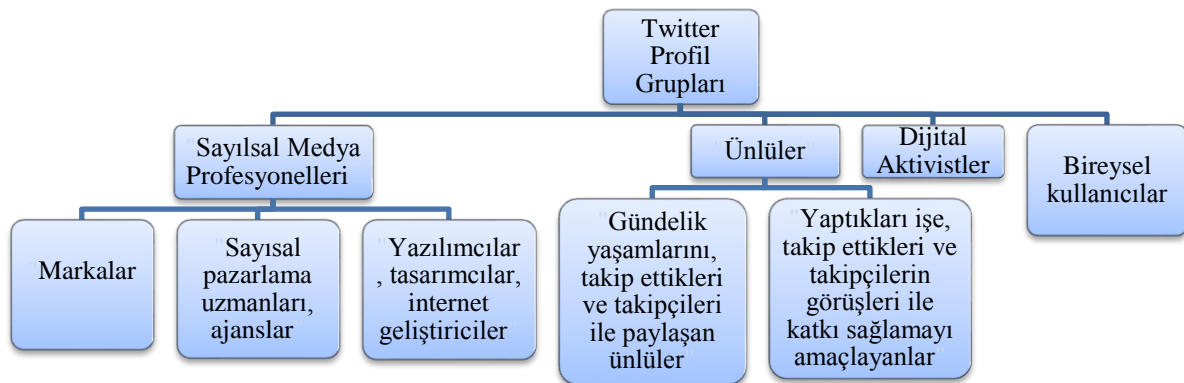 Twitter
Profil
Grupları
"Sayılsal Medya
Profesyonelleri
"Ünlüler"
Dijital
Aktivistler
Bireysel
kullanıcılar
Markalar
"Sayısal
pazarlama
uzmanları,
ajanslar
"Yazılımcılar
, tasarımcılar,
internet
geliştiriciler
"Gündelik
yaşamlarını,
takip ettikleri
ve takipçileri
ile paylaşan
ünlüler"
"Yaptıkları işe,
takip ettikleri ve
takipçilerin
görüşleri ile
katkı sağlamayı
amaçlayanlar"